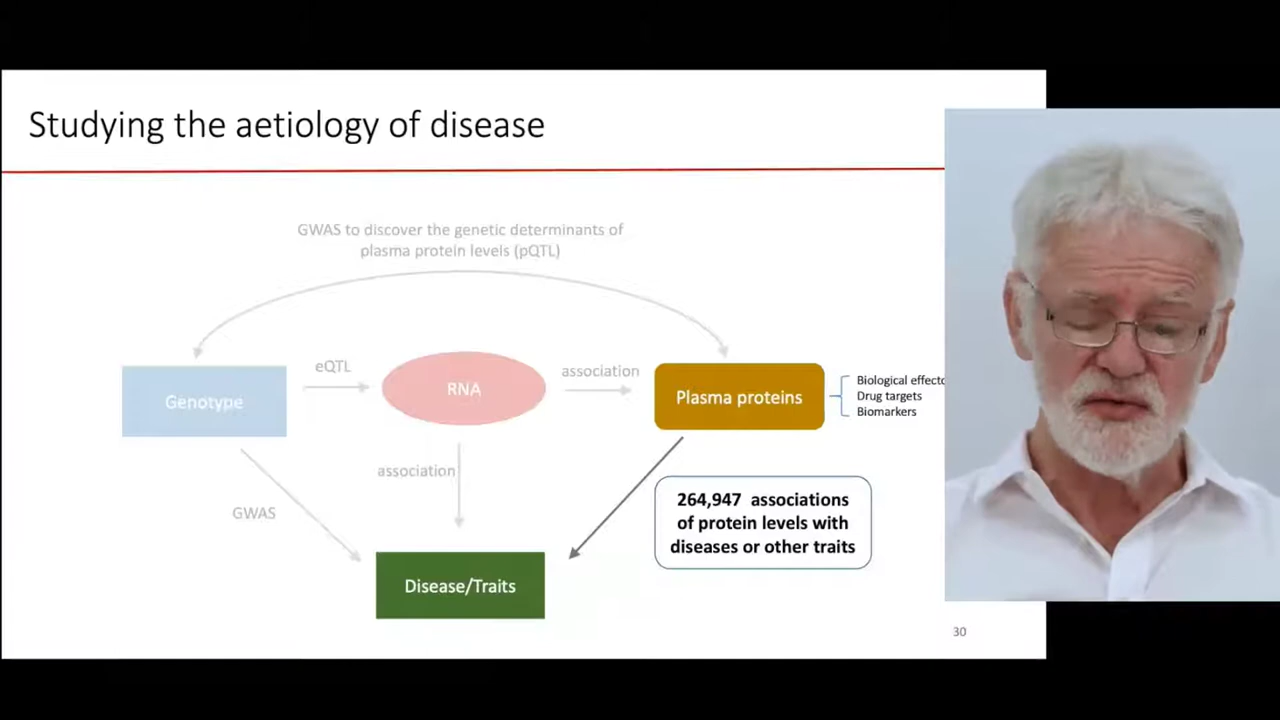 Studying the aetiology of disease
GWAS to discover the genetic determinants of
plasma protein levels (pQTL)
eQTL
association
Genotype
RNA
Plasma proteins
Biological effecto
Drug targets
Biomarkers
association
GWAS
264,947 associations
of protein levels with
diseases or other traits
Disease/Traits
30